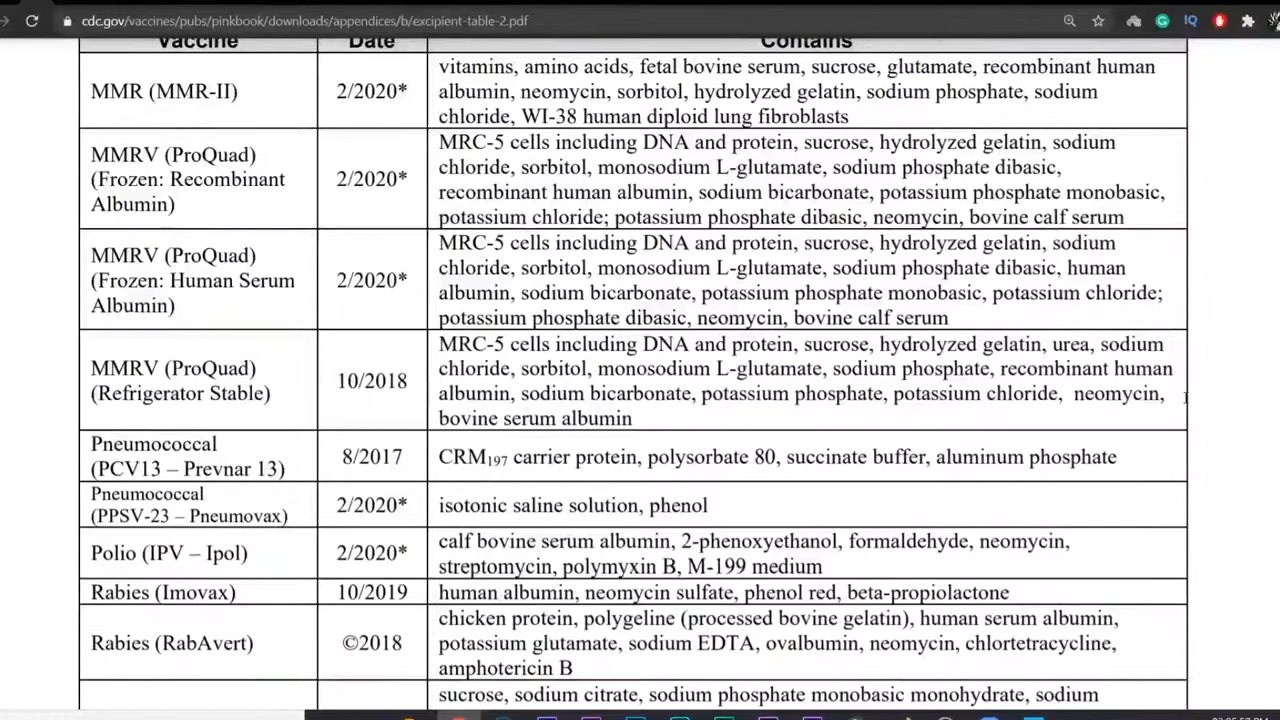 cdc.gov/vaccines/pubs/pinkbook/downloads/appendices/b/excipient-table-2.pdf
Vaccine Date Contains
MMR (MMR-II)
2/2020*
vitamins, amino acids, fetal bovine serum, sucrose, glutamate, recombinant human
albumin, neomycin, sorbitol, hydrolyzed gelatin, sodium phosphate, sodium
chloride, WI-38 human diploid lung fibroblasts
MMRV (ProQuad)
(Frozen: Recombinant
Albumin)
2/2020*
MRC-5 cells including DNA and protein, sucrose, hydrolyzed gelatin, sodium
chloride, sorbitol, monosodium L-glutamate, sodium phosphate dibasic,
recombinant human albumin, sodium bicarbonate, potassium phosphate monobasic,
potassium chloride; potassium phosphate dibasic, neomycin, bovine calf serum
MMRV (ProQuad)
(Frozen: Human Serum
Albumin)
2/2020*
MRC-5 cells including DNA and protein, sucrose, hydrolyzed gelatin, sodium
chloride, sorbitol, monosodium L-glutamate, sodium phosphate dibasic, human
albumin, sodium bicarbonate, potassium phosphate monobasic, potassium chloride;
potassium phosphate dibasic, neomycin, bovine calf serum
MMRV (ProQuad)
(Refrigerator Stable)
10/2018
MRC-5 cells including DNA and protein, sucrose, hydrolyzed gelatin, urea, sodium
chloride, sorbitol, monosodium L-glutamate, sodium phosphate, recombinant human
albumin, sodium bicarbonate, potassium phosphate, potassium chloride, neomycin,
bovine serum albumin
Pneumococcal
(PCV13 – Prevnar 13)
8/2017
CRM₁₉₇ carrier protein, polysorbate 80, succinate buffer, aluminum phosphate
Pneumococcal
(PPSV-23 – Pneumovax)
2/2020*
isotonic saline solution, phenol
Polio (IPV – Ipol)
2/2020*
calf bovine serum albumin, 2-phenoxyethanol, formaldehyde, neomycin,
streptomycin, polymyxin B, M-199 medium
Rabies (Imovax)
10/2019
human albumin, neomycin sulfate, phenol red, beta-propiolactone
Rabies (RabAvert)
©2018
chicken protein, polygeline (processed bovine gelatin), human serum albumin,
potassium glutamate, sodium EDTA, ovalbumin, neomycin, chlortetracycline,
amphotericin B
sucrose, sodium citrate, sodium phosphate monobasic monohydrate, sodium